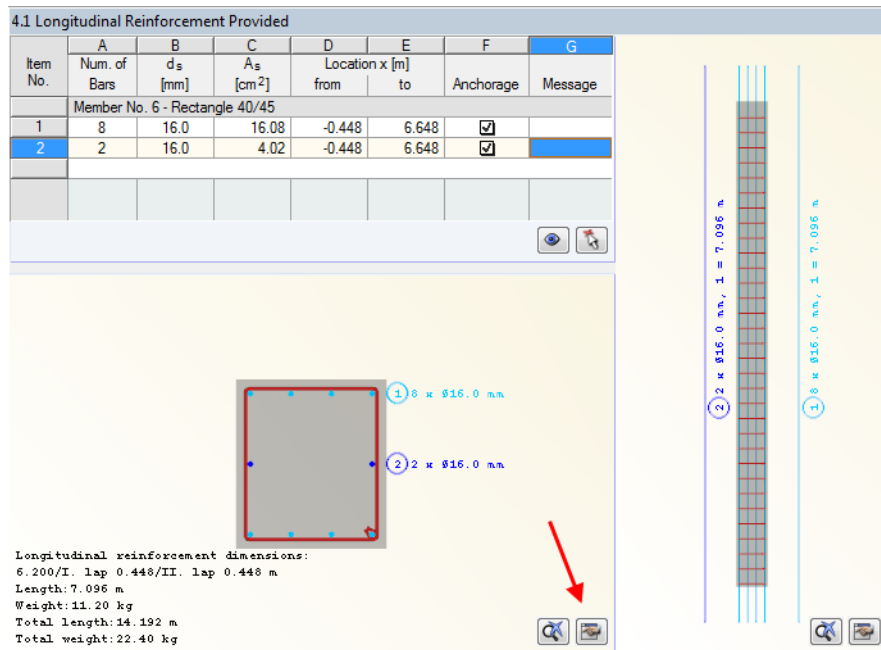 4.1 Longitudinal Reinforcement Provided
A B C D E F G
Item Num. of ds As Location x [m]
No. Bars [mm] [cm²] from to Anchorage Message
Member No. 6 - Rectangle 40/45
1 8 16.0 16.08 -0.448 6.648
2 2 16.0 4.02 -0.448 6.648
1 8 x Ø16.0 mm
2 2 x Ø16.0 mm
Longitudinal reinforcement dimensions:
6.200/I. lap 0.448/II. lap 0.448 m
Length:7.096 m
Weight:11.20 kg
Total length:14.192 m
Total weight:22.40 kg
2 2 x Ø16.0 mm, l = 7.096 m
1 8 x Ø16.0 mm, l = 7.096 m